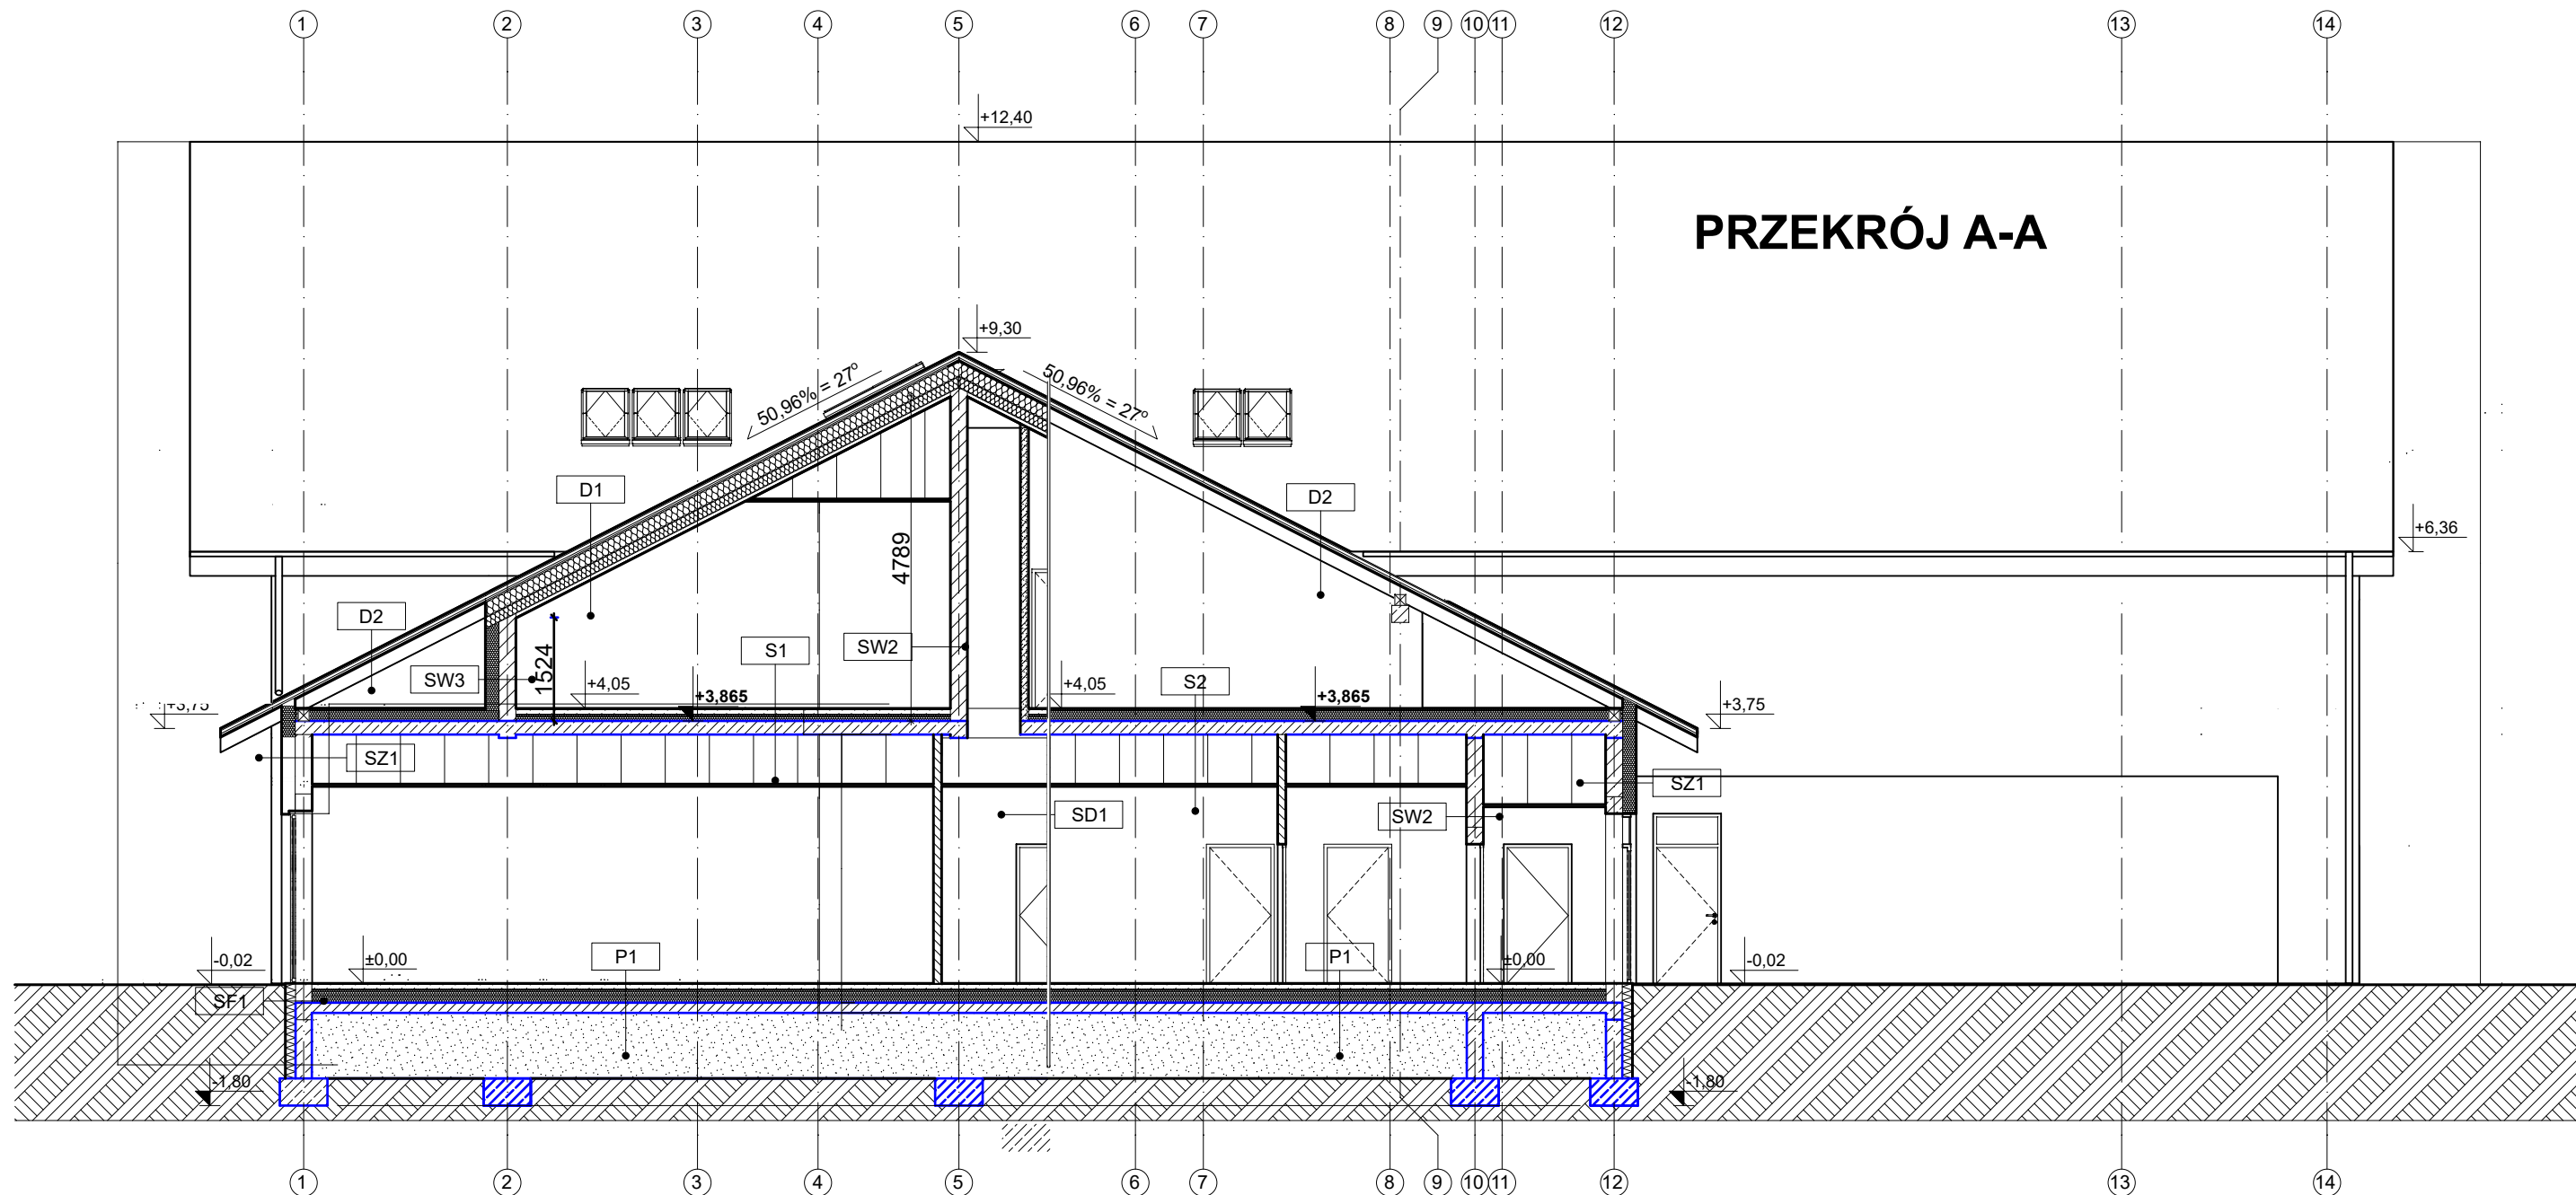 1 2 3 4 5 6 7 8 9 10 11 12 13 14
+12,40
PRZEKRÓJ A-A
+9,30
50,96% = 27°
50,96% = 27°
D1
D2
+6,36
4789
D2
S1
SW2
SW3
1524
+4,05
+3,865
+4,05
S2
+3,865
+3,75
+3,75
SZ1
SZ1
SD1
SW2
-0,02
±0,00
P1
P1
±0,00
-0,02
SF1
-1,80
-1,80
1 2 3 4 5 6 7 8 9 10 11 12 13 14